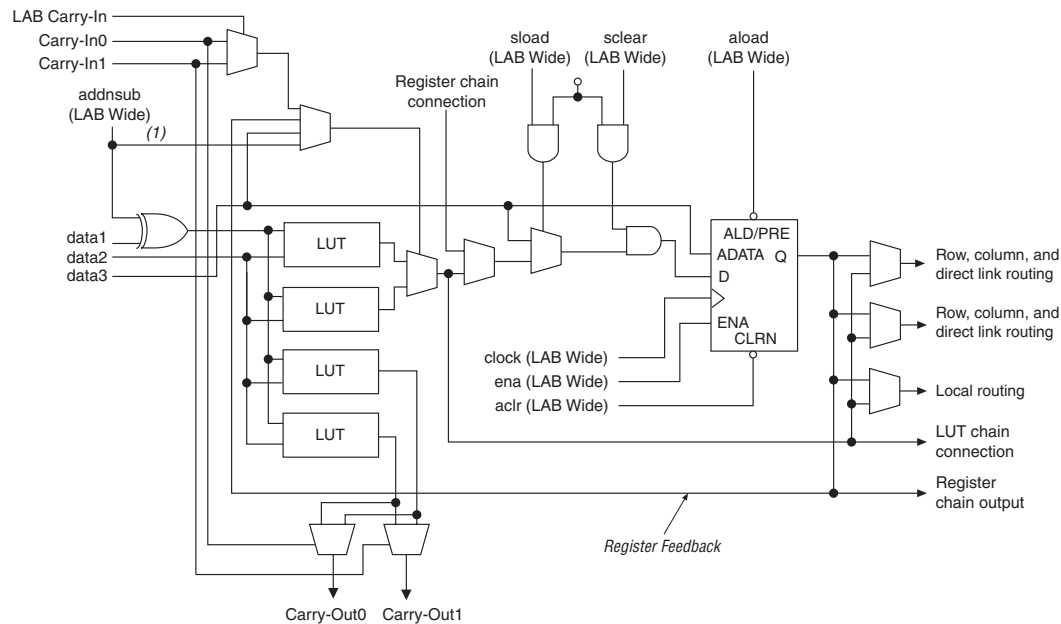 LAB Carry-In
Carry-In0
Carry-In1
addnsub
(LAB Wide)
(1)
data1
data2
data3
LUT
LUT
LUT
LUT
Register chain
connection
sload
(LAB Wide)
sclear
(LAB Wide)
aload
(LAB Wide)
ALD/PRE
ADATA Q
D
ENA
CLRN
clock (LAB Wide)
ena (LAB Wide)
aclr (LAB Wide)
Row, column, and
direct link routing
Row, column, and
direct link routing
Local routing
LUT chain
connection
Register
chain output
Register Feedback
Carry-Out0
Carry-Out1